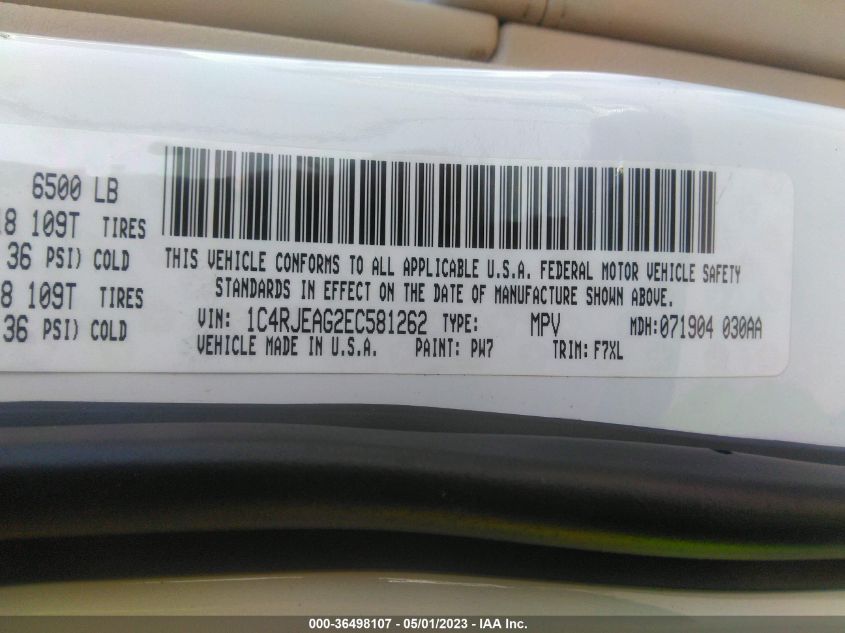 6500 LB
109T TIRES
36 PSI) COLD
109T TIRES
36 PSI) COLD
THIS VEHICLE CONFORMS TO ALL APPLICABLE U.S.A. FEDERAL MOTOR VEHICLE SAFETY
STANDARDS IN EFFECT ON THE DATE OF MANUFACTURE SHOWN ABOVE.
VIN: 1C4RJEAG2EC581262 TYPE: MPV MDH:071904 030AA
VEHICLE MADE IN U.S.A. PAINT: PW7 TRIM: F7XL
000-36498107 - 05/01/2023 - IAA Inc.